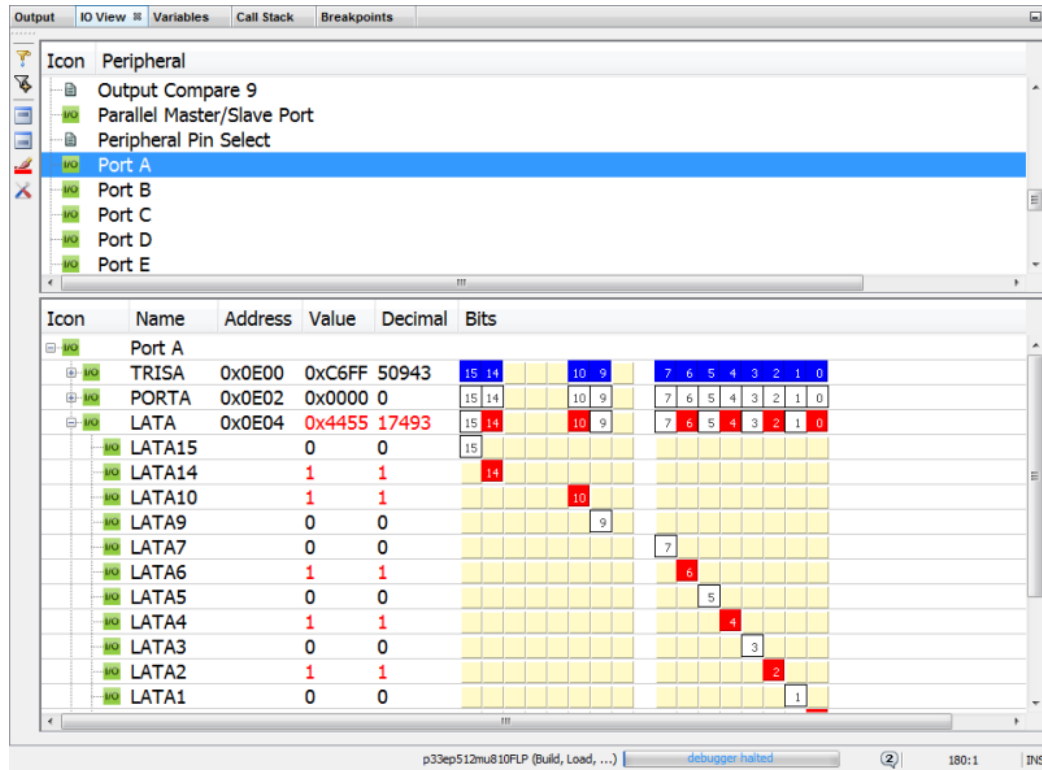 Output IO View Variables Call Stack Breakpoints
Icon Peripheral
Output Compare 9
I/O Parallel Master/Slave Port
Peripheral Pin Select
I/O Port A
I/O Port B
I/O Port C
I/O Port D
I/O Port E
Icon Name Address Value Decimal Bits
I/O Port A
I/O TRISA 0x0E00 0xC6FF 50943 15 14 10 9 7 6 5 4 3 2 1 0
I/O PORTA 0x0E02 0x0000 0 15 14 10 9 7 6 5 4 3 2 1 0
I/O LATA 0x0E04 0x4455 17493 15 14 10 9 7 6 5 4 3 2 1 0
I/O LATA15 0 0 15
I/O LATA14 1 1 14
I/O LATA10 1 1 10
I/O LATA9 0 0 9
I/O LATA7 0 0 7
I/O LATA6 1 1 6
I/O LATA5 0 0 5
I/O LATA4 1 1 4
I/O LATA3 0 0 3
I/O LATA2 1 1 2
I/O LATA1 0 0 1
p33ep512mu810FLP (Build, Load, ...) debugger halted 2 180:1 INS